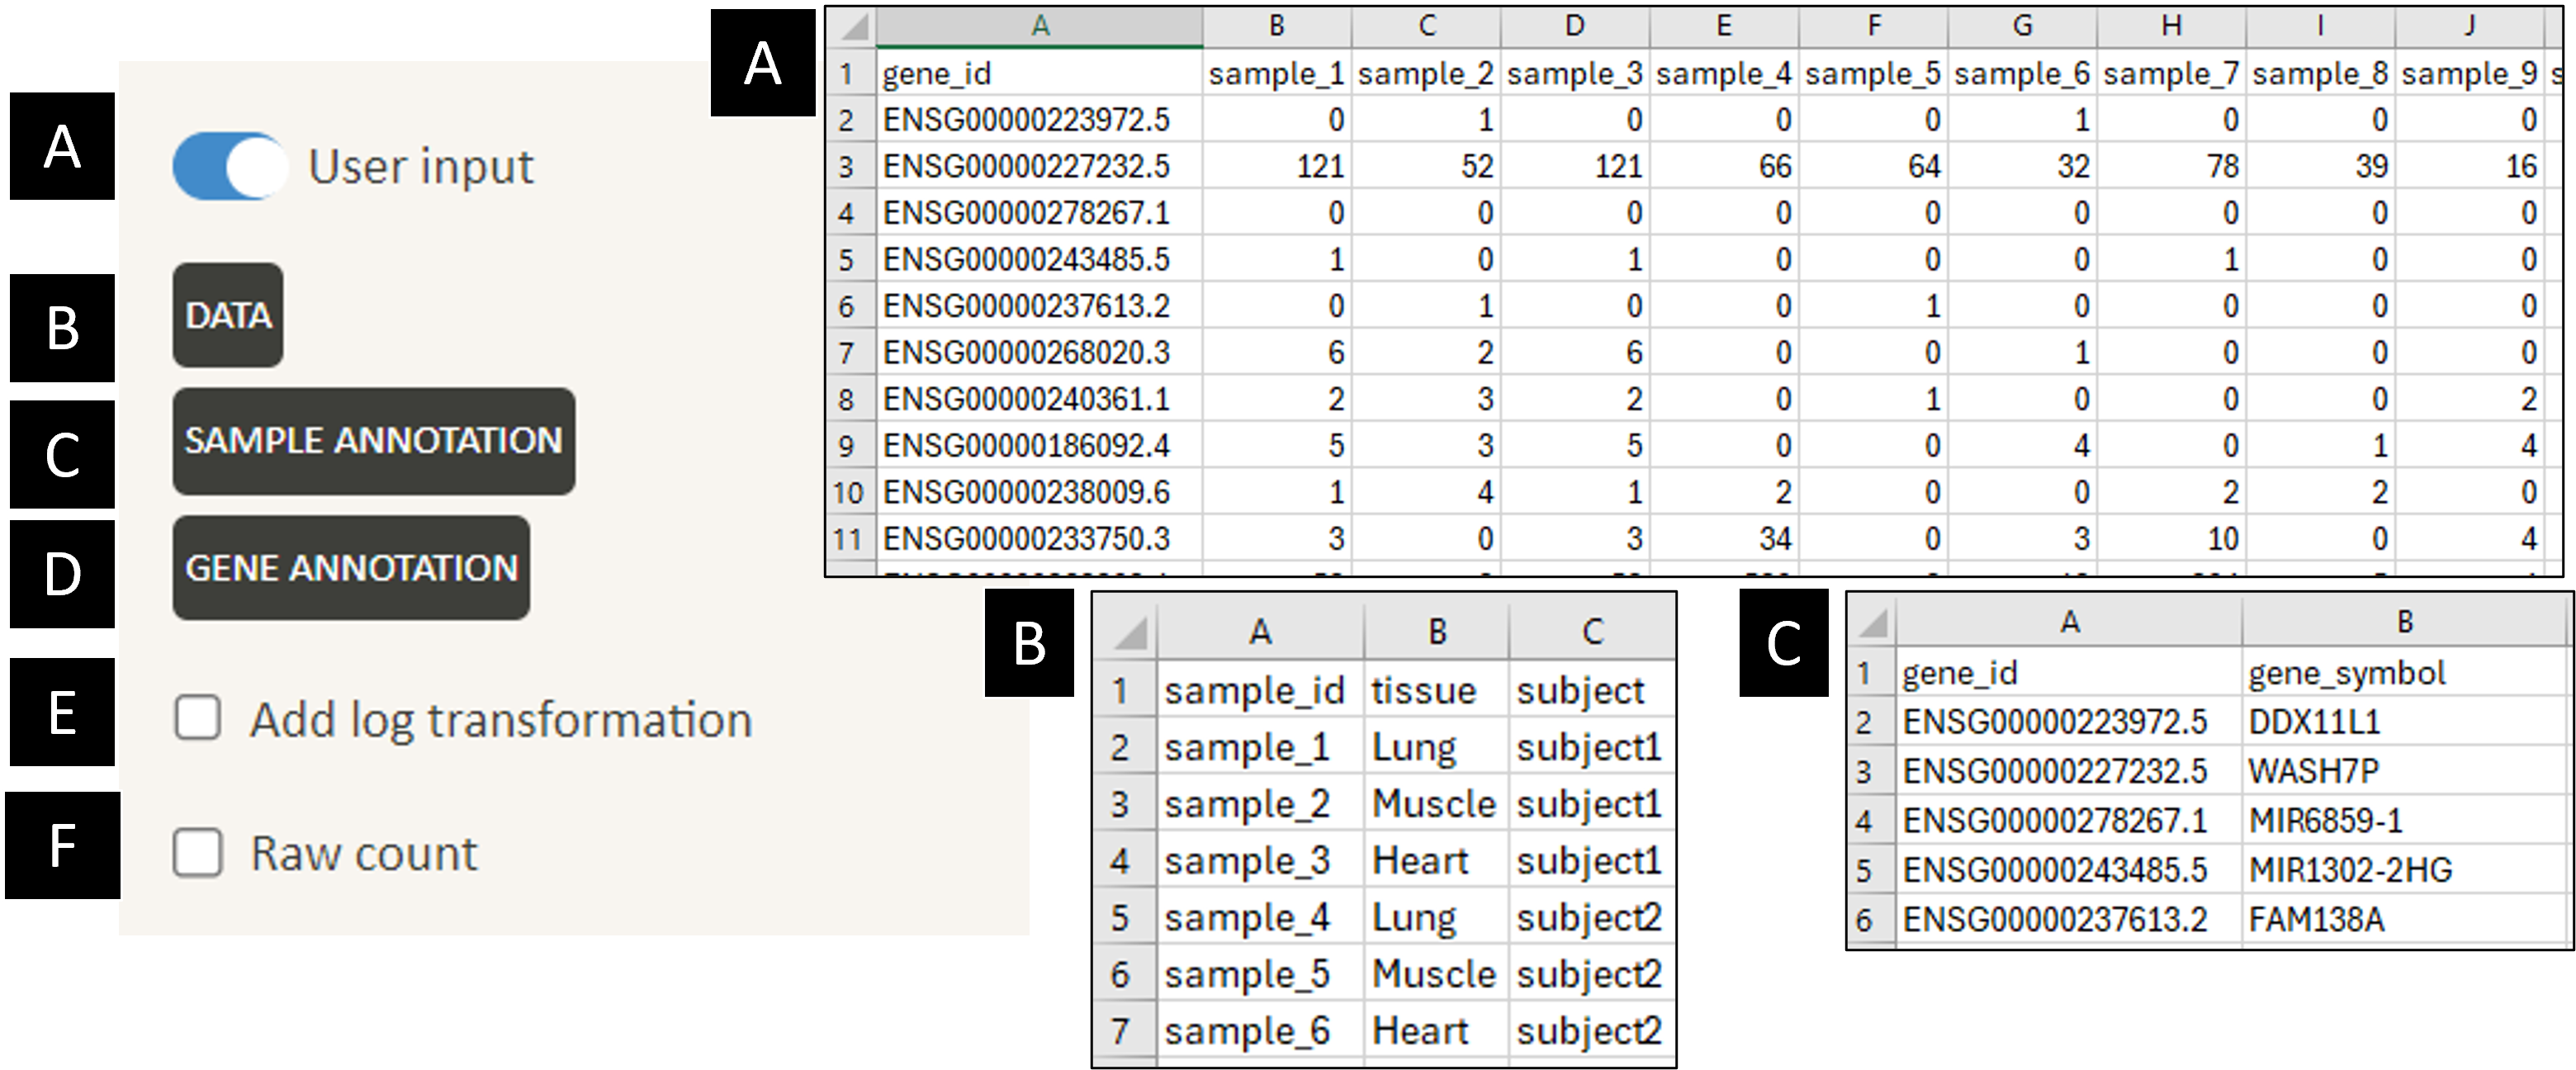 A
User input
B
DATA
C
SAMPLE ANNOTATION
D
GENE ANNOTATION
E
Add log transformation
F
Raw count
A
A B C D E F G H I J
1 gene_id sample_1 sample_2 sample_3 sample_4 sample_5 sample_6 sample_7 sample_8 sample_9 s
2 ENSG00000223972.5 0 1 0 0 0 1 0 0 0
3 ENSG00000227232.5 121 52 121 66 64 32 78 39 16
4 ENSG00000278267.1 0 0 0 0 0 0 0 0 0
5 ENSG00000243485.5 1 0 1 0 0 0 1 0 0
6 ENSG00000237613.2 0 1 0 0 1 0 0 0 0
7 ENSG00000268020.3 6 2 6 0 0 1 0 0 0
8 ENSG00000240361.1 2 3 2 0 1 0 0 0 2
9 ENSG00000186092.4 5 3 5 0 0 4 0 1 4
10 ENSG00000238009.6 1 4 1 2 0 0 2 2 0
11 ENSG00000233750.3 3 0 3 34 0 3 10 0 4
B
A B C
1 sample_id tissue subject
2 sample_1 Lung subject1
3 sample_2 Muscle subject1
4 sample_3 Heart subject1
5 sample_4 Lung subject2
6 sample_5 Muscle subject2
7 sample_6 Heart subject2
C
A B
1 gene_id gene_symbol
2 ENSG00000223972.5 DDX11L1
3 ENSG00000227232.5 WASH7P
4 ENSG00000278267.1 MIR6859-1
5 ENSG00000243485.5 MIR1302-2HG
6 ENSG00000237613.2 FAM138A